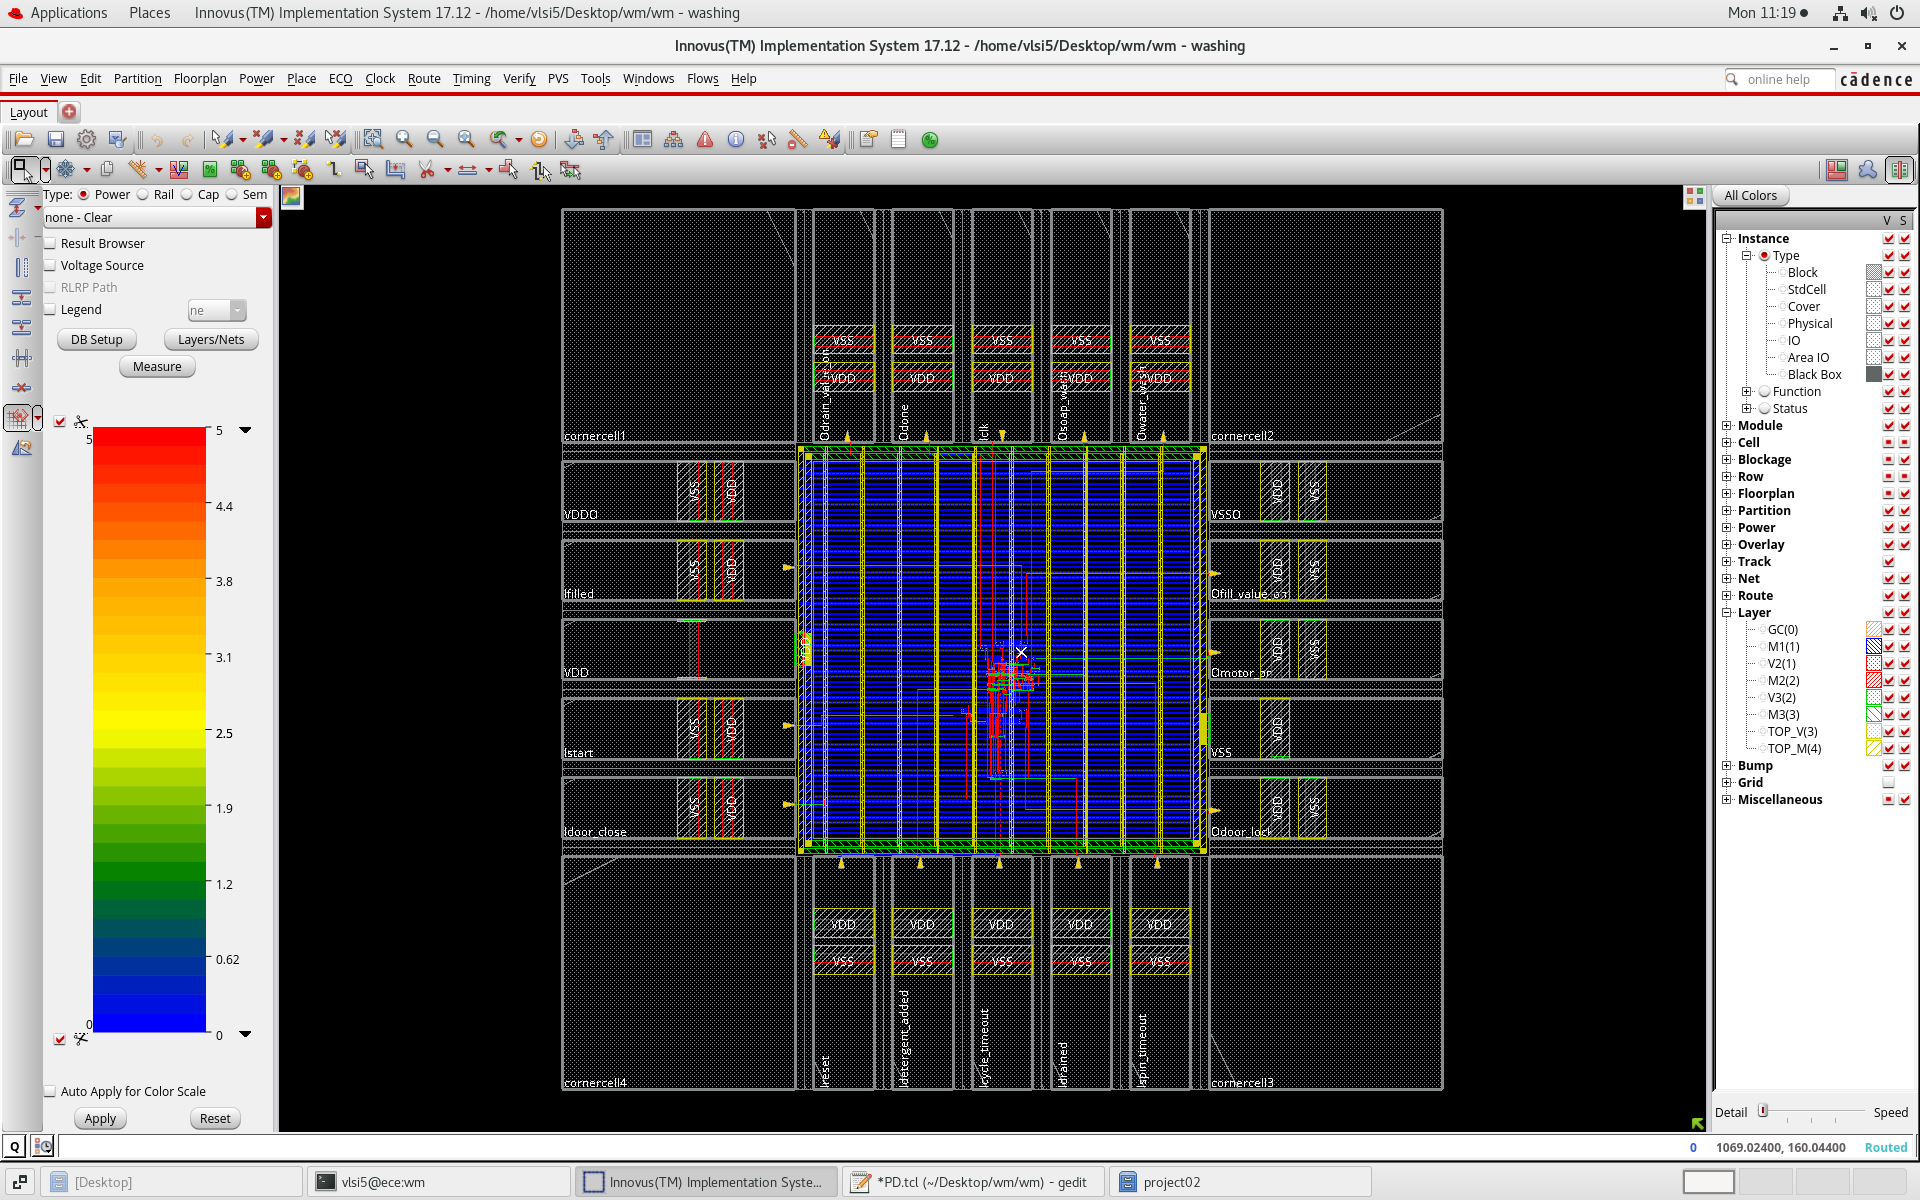 Applications Places Innovus(TM) Implementation System 17.12 - /home/vlsi5/Desktop/wm/wm - washing Mon 11:19
Innovus(TM) Implementation System 17.12 - /home/vlsi5/Desktop/wm/wm - washing
File View Edit Partition Floorplan Power Place ECO Clock Route Timing Verify PVS Tools Windows Flows Help online help cādence
Layout
Type: Power Rail Cap Sem
none - Clear
Result Browser
Voltage Source
RLRP Path
Legend ne
DB Setup Layers/Nets
Measure
5 5
4.4
3.8
3.1
2.5
1.9
1.2
0.62
0 0
Auto Apply for Color Scale
Apply Reset
VSS VSS VSS VSS VSS
VDD VDD VDD VDD VDD
Odrain_value_on Odone Iclk Osoap_wash Owater_wash
cornercell1 cornercell2
VDDO VSS VDD VSSO VDD VSS
Ifilled VSS VDD Ofill_value_on VDD VSS
VDD VDD Omotor_on VDD VSS
Istart VSS VDD VSS VDD
Idoor_close VSS VDD Odoor_lock VDD VSS
VDD VDD VDD VDD VDD
VSS VSS VSS VSS VSS
Ireset Idetergent_added Icycle_timeout Idrained Ispin_timeout
cornercell4 cornercell3
All Colors
V S
Instance
Type
Block
StdCell
Cover
Physical
IO
Area IO
Black Box
Function
Status
Module
Cell
Blockage
Row
Floorplan
Partition
Power
Overlay
Track
Net
Route
Layer
GC(0)
M1(1)
V2(1)
M2(2)
V3(2)
M3(3)
TOP_V(3)
TOP_M(4)
Bump
Grid
Miscellaneous
Detail Speed
Q 0 1069.02400, 160.04400 Routed
[Desktop] vlsi5@ece:wm Innovus(TM) Implementation Syste... *PD.tcl (~/Desktop/wm/wm) - gedit project02